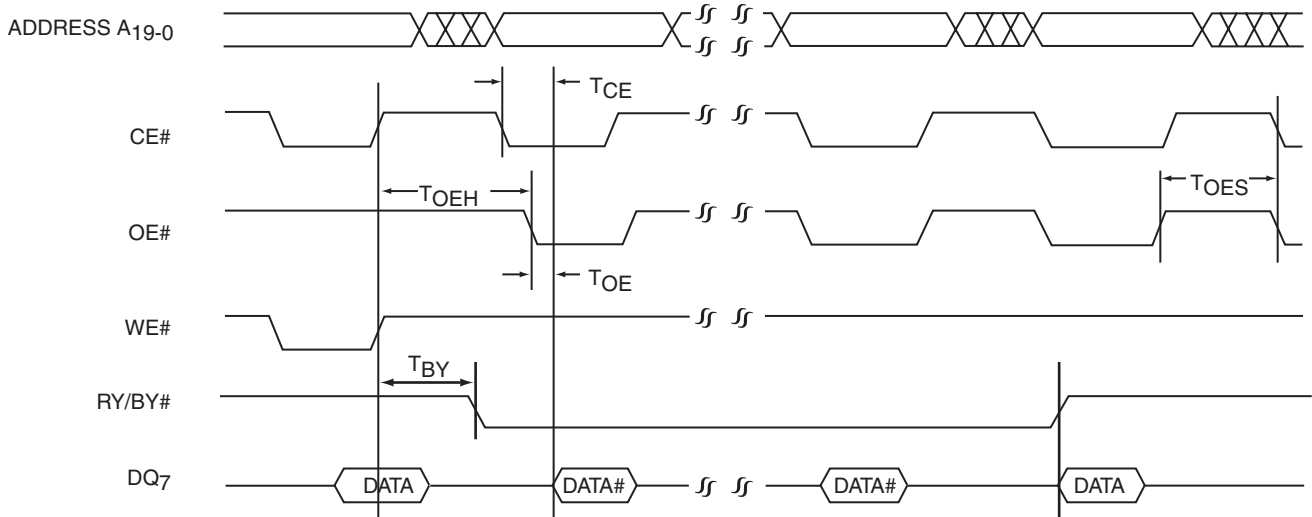 ADDRESS A19-0
TCE
CE#
TOEH
TOES
OE#
TOE
WE#
TBY
RY/BY#
DQ7
DATA
DATA#
DATA#
DATA